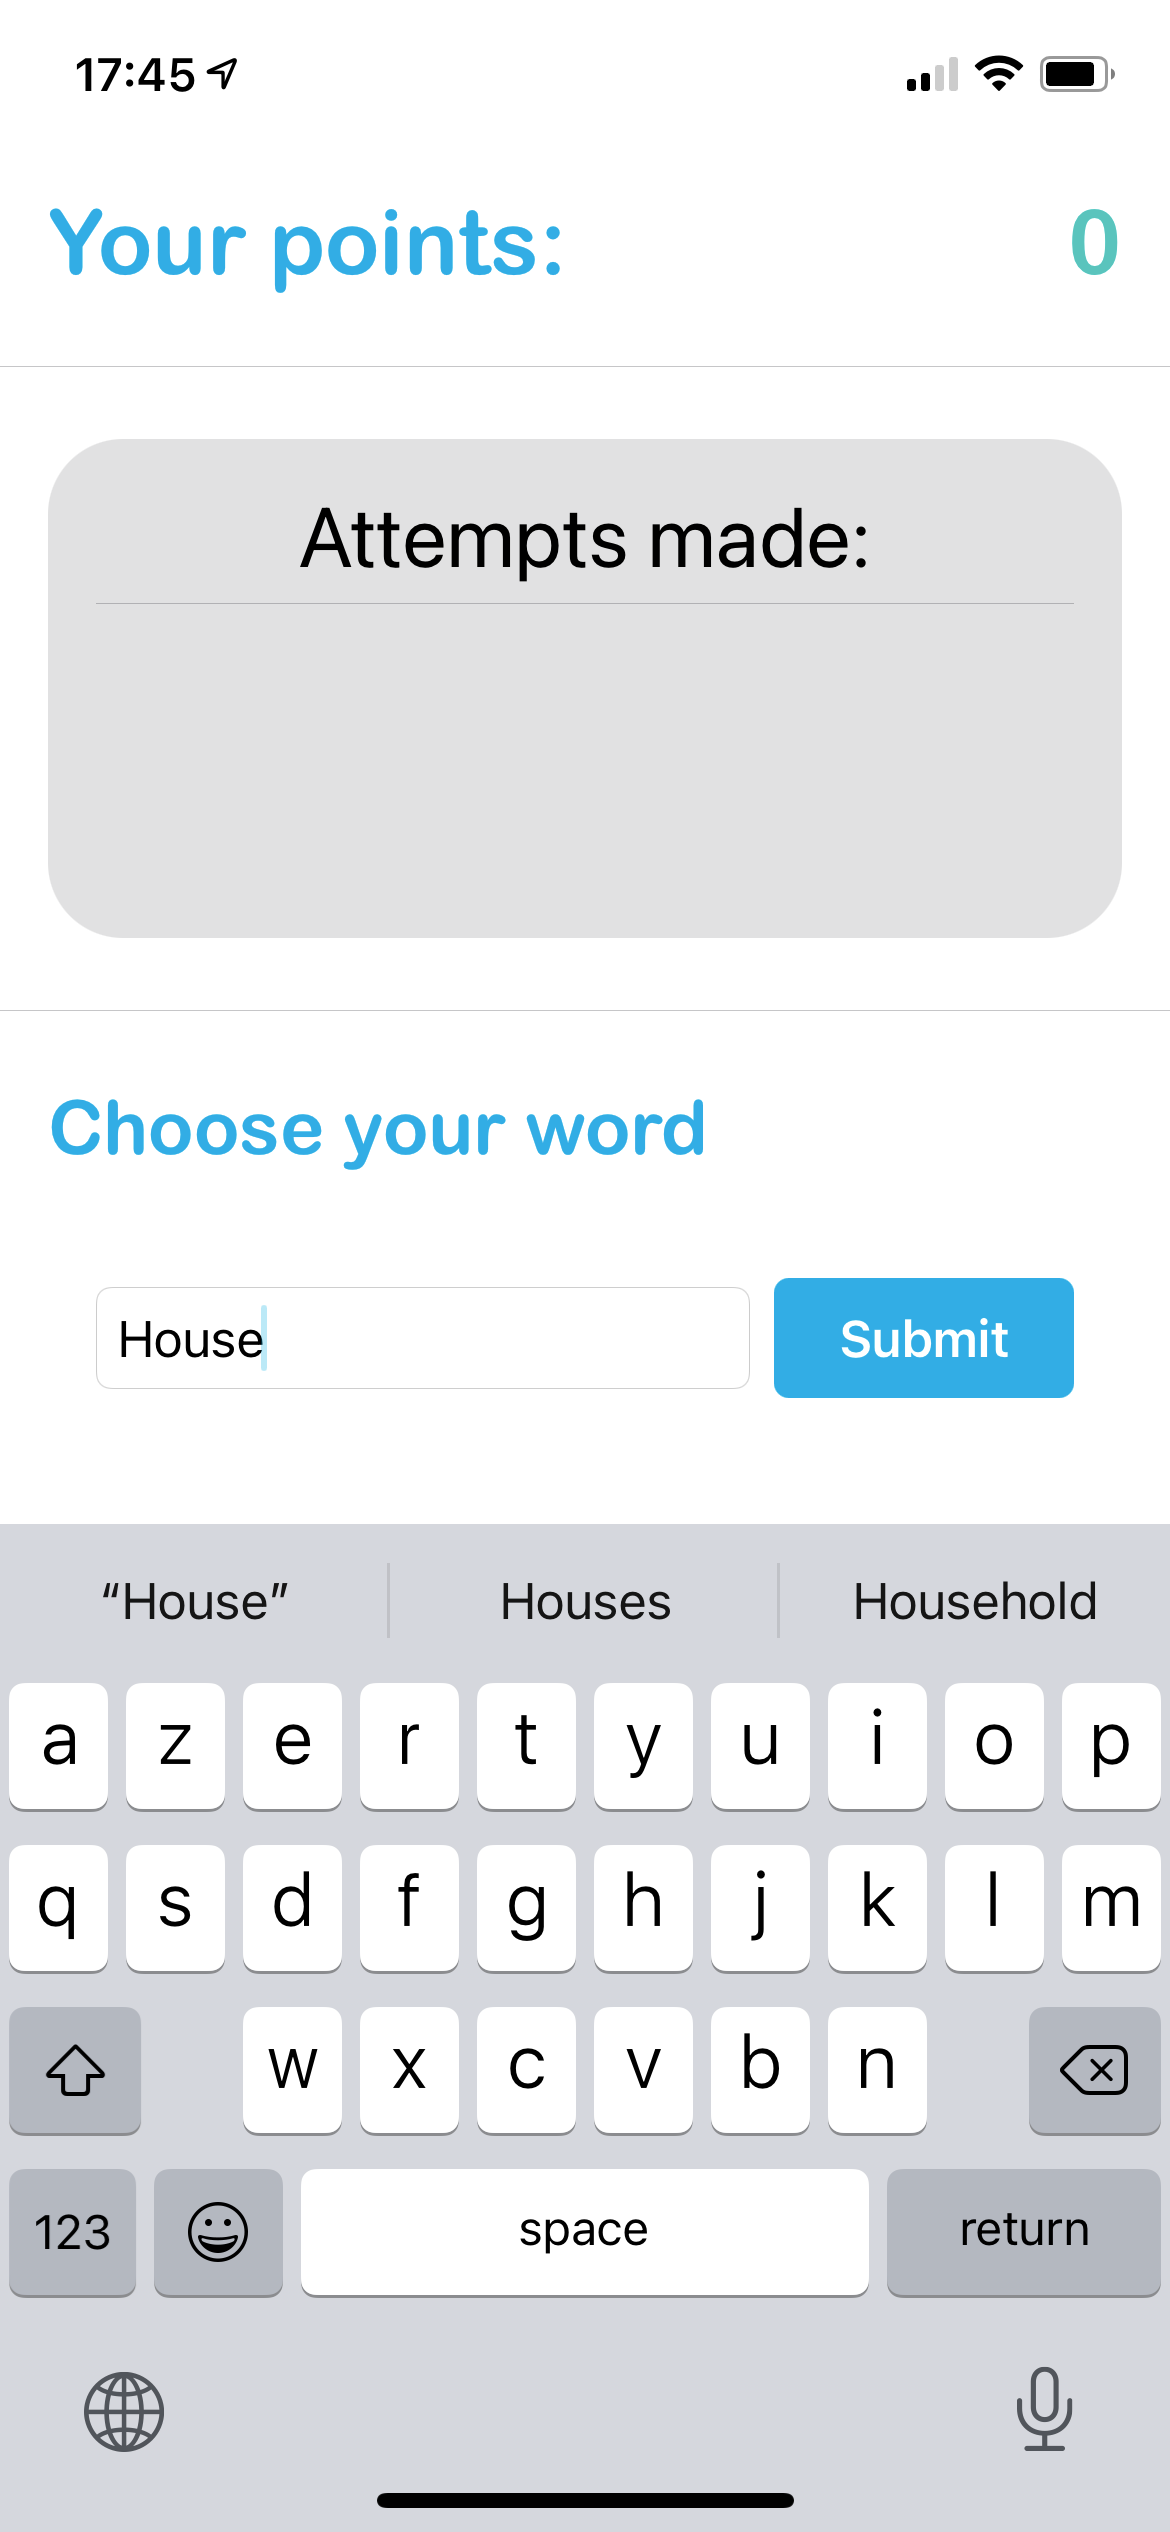 17:45
Your points: 0
Attempts made:
Choose your word
House Submit
“House” Houses Household
a z e r t y u i o p
q s d f g h j k l m
w x c v b n
123 space return